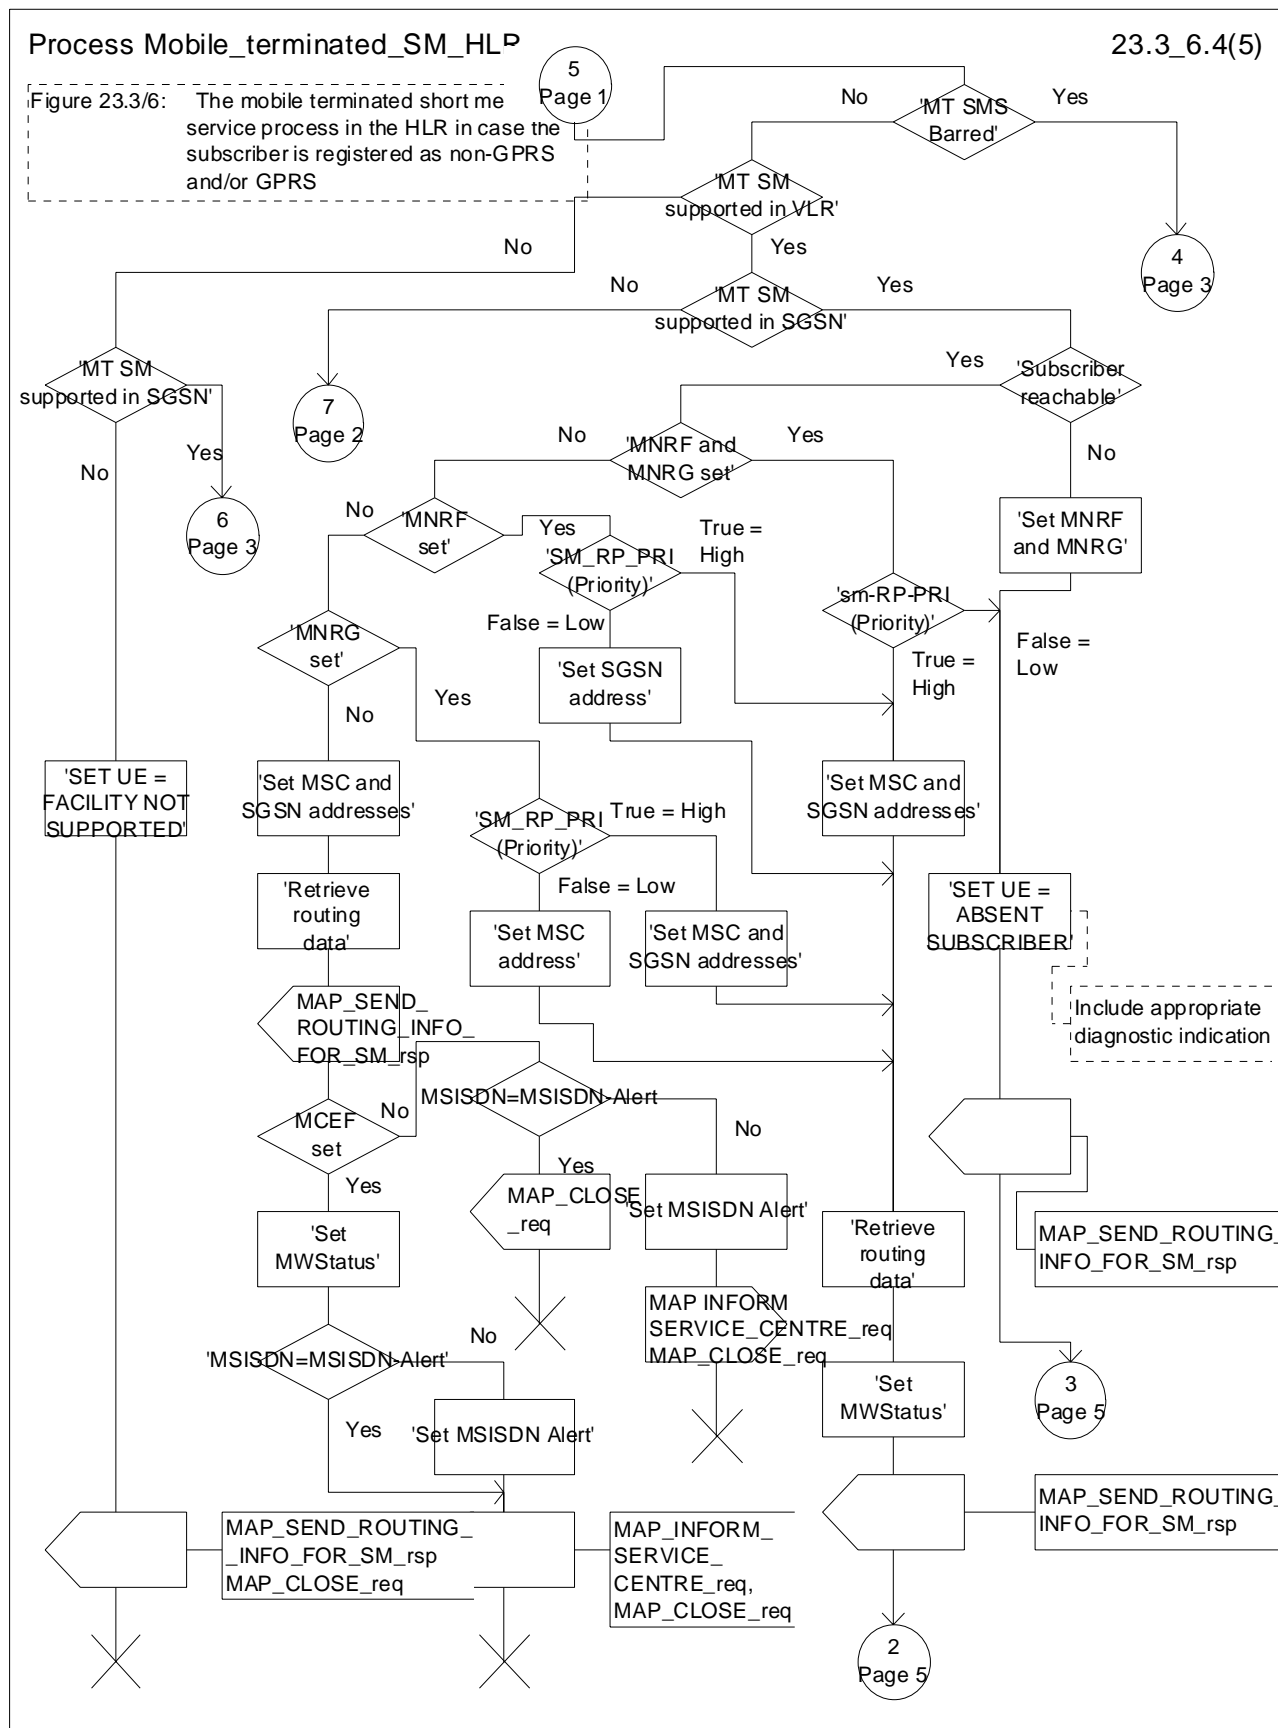 Process Mobile_terminated_SM_HLR
23.3_6.4(5)
5
Page 1
Figure 23.3/6: The mobile terminated short me
service process in the HLR in case the
subscriber is registered as non-GPRS
and/or GPRS
No
'MT SMS
Barred'
Yes
'MT SM
supported in VLR'
No
Yes
4
Page 3
No
'MT SM
supported in SGSN'
Yes
'MT SM
supported in SGSN'
Yes
'Subscriber
reachable'
7
Page 2
No
'MNRF and
MNRG set'
Yes
No
Yes
No
6
Page 3
No
'MNRF
set'
Yes
True =
High
'Set MNRF
and MNRG'
'SM_RP_PRI
(Priority)'
'sm-RP-PRI
(Priority)'
False = Low
False =
Low
'MNRG
set'
'Set SGSN
address'
True =
High
Yes
No
'SET UE =
FACILITY NOT
SUPPORTED'
'Set MSC and
SGSN addresses'
'SM_RP_PRI
(Priority)'
True = High
'Set MSC and
SGSN addresses'
False = Low
'Retrieve
routing
data'
'Set MSC
address'
'Set MSC and
SGSN addresses'
'SET UE =
ABSENT
SUBSCRIBER'
Include appropriate
diagnostic indication
MAP_SEND_
ROUTING_INFO_
FOR_SM_rsp
MSISDN=MSISDN-Alert
No
MCEF
set
No
Yes
Yes
MAP_CLOSE
_req
'Set MSISDN Alert'
'Set
MWStatus'
'Retrieve
routing
data'
MAP_SEND_ROUTING_
INFO_FOR_SM_rsp
MAP INFORM
SERVICE_CENTRE_req
MAP_CLOSE_req
No
'MSISDN=MSISDN-Alert'
Yes
'Set MSISDN Alert'
'Set
MWStatus'
3
Page 5
MAP_SEND_ROUTING_
_INFO_FOR_SM_rsp
MAP_CLOSE_req
MAP_INFORM_
SERVICE_
CENTRE_req,
MAP_CLOSE_req
MAP_SEND_ROUTING_
INFO_FOR_SM_rsp
2
Page 5